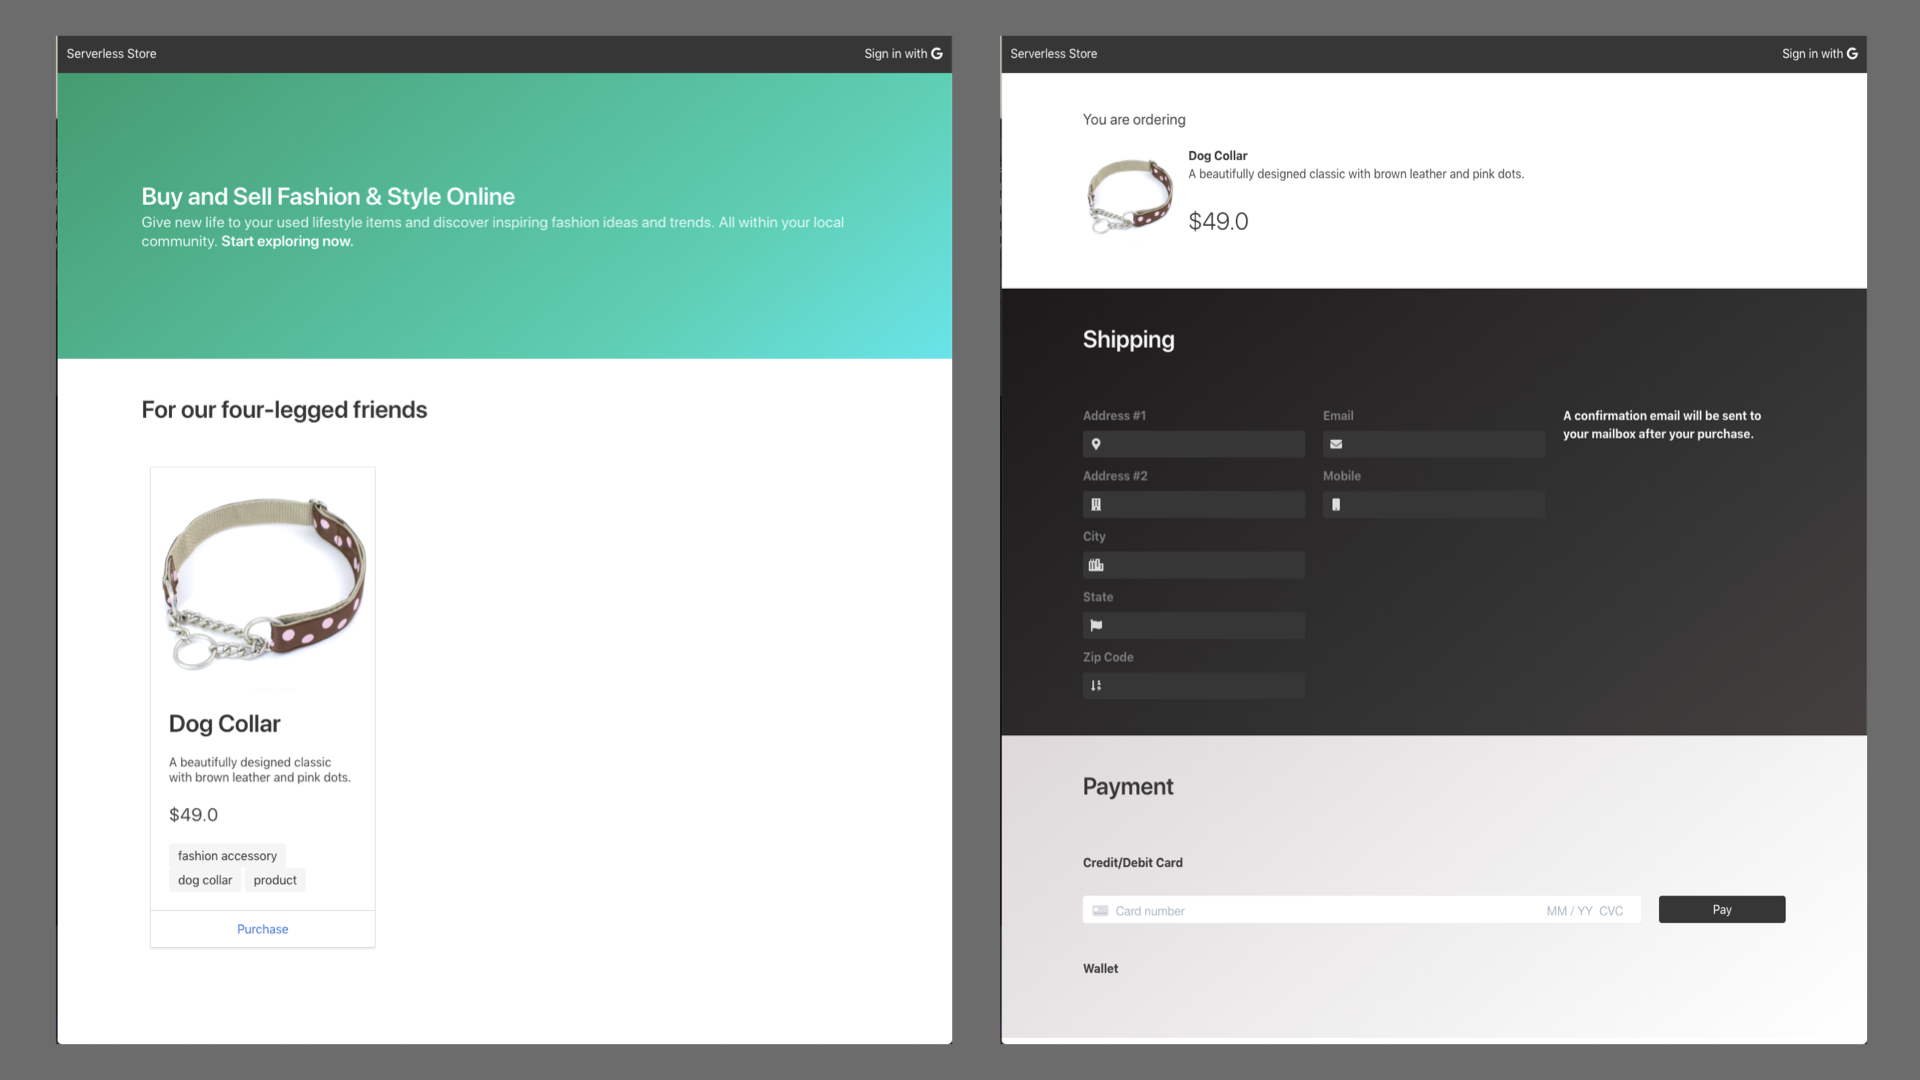 Serverless Store
Sign in with G
Buy and Sell Fashion & Style Online
Give new life to your used lifestyle items and discover inspiring fashion ideas and trends. All within your local
community. Start exploring now.
For our four-legged friends
Dog Collar
A beautifully designed classic
with brown leather and pink dots.
$49.0
fashion accessory
dog collar
product
Purchase
Serverless Store
Sign in with G
You are ordering
Dog Collar
A beautifully designed classic with brown leather and pink dots.
$49.0
Shipping
Address #1
Email
A confirmation email will be sent to
your mailbox after your purchase.
Address #2
Mobile
City
State
Zip Code
Payment
Credit/Debit Card
Card number
MM / YY CVC
Pay
Wallet